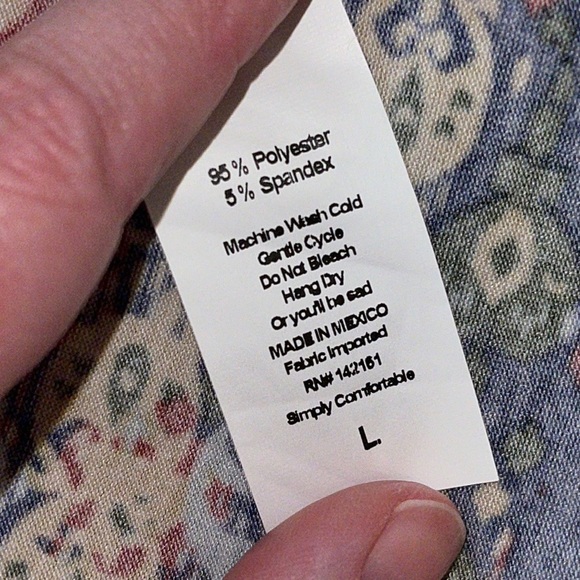 95% Polyester
5% Spandex
Machine Wash Cold
Gentle Cycle
Do Not Bleach
Hang Dry
Or you'll be sad
MADE IN MEXICO
Fabric Imported
RN# 142161
Simply Comfortable
L.